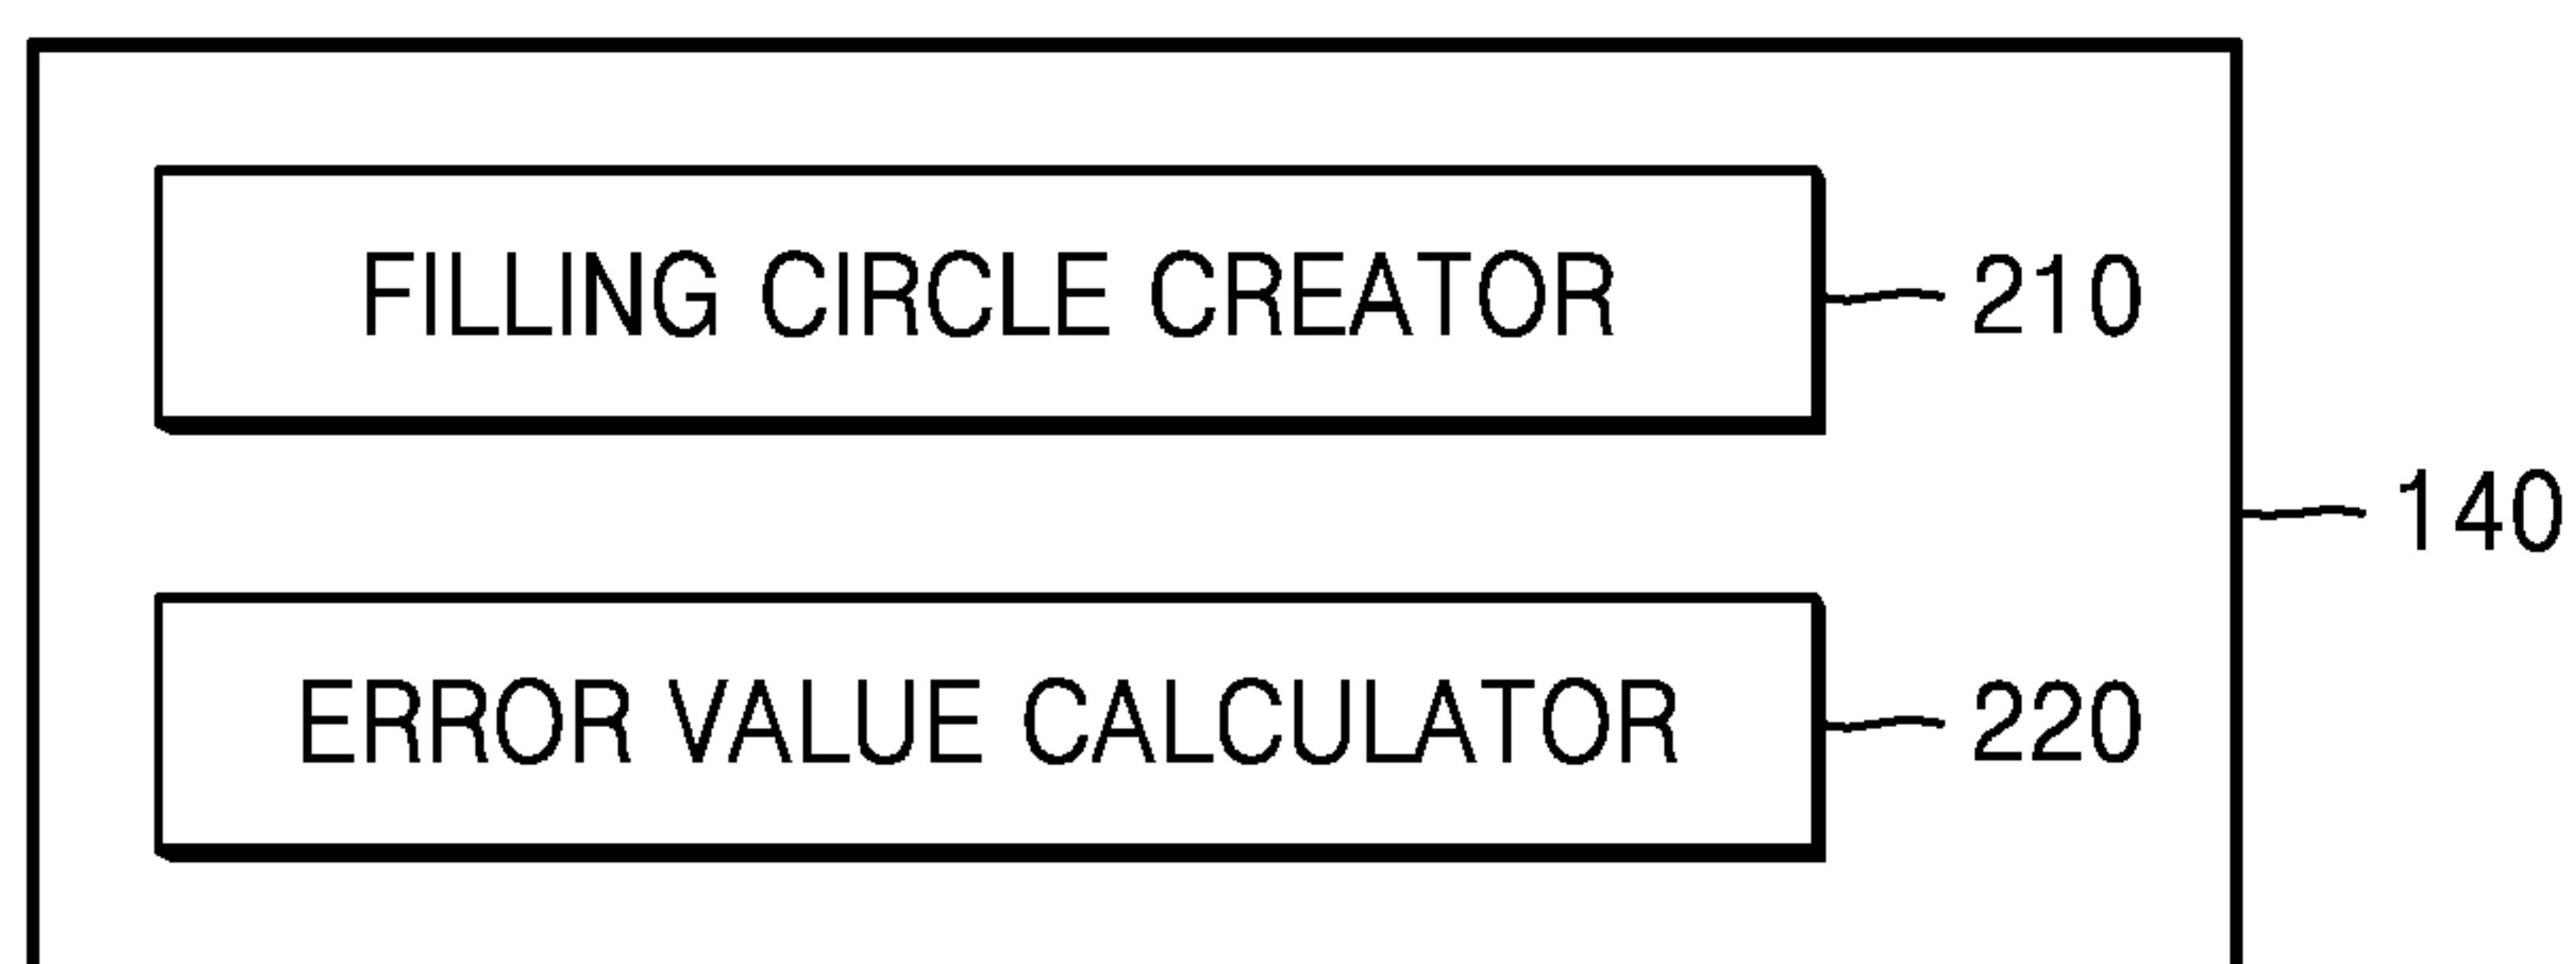 FILLING CIRCLE CREATOR 210
140
ERROR VALUE CALCULATOR 220